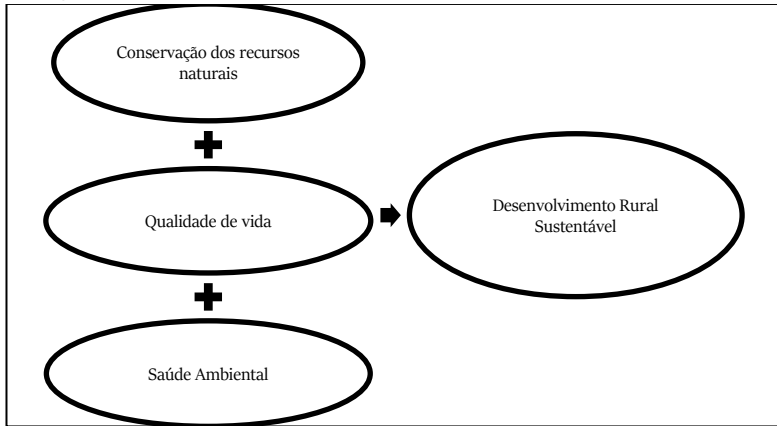 Conservação dos recursos
naturais
Qualidade de vida
Desenvolvimento Rural
Sustentável
Saúde Ambiental